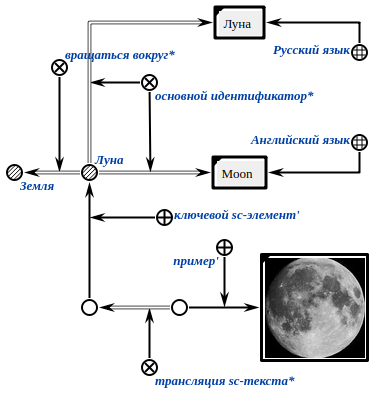 Луна
Русский язык
вращаться вокруг*
основной идентификатор*
Английский язык
Луна
Moon
Земля
ключевой sc-элемент'
пример'
трансляция sc-текста*